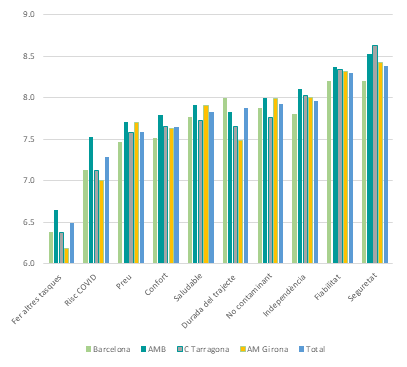 9.0
8.5
8.0
7.5
7.0
6.5
6.0
Fer altres tasques
Risc COVID
Preu
Confort
Saludable
Durada del trajecte
No contaminant
Independència
Fiabilitat
Seguretat
Barcelona AMB C Tarragona AM Girona Total